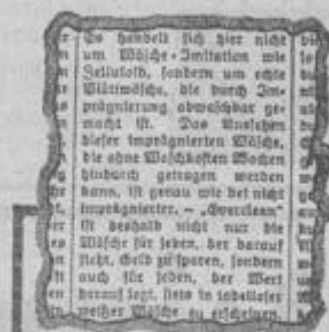 Es handelt sich hier nicht
um Wäsche-Imitation wie
Zelluloid, sondern um echte
Plättwäsche, die durch Im-
prägnierung abwaschbar ge-
macht ist. Das Aussehen
dieser imprägnierten Wäsche,
die ohne Waschkosten Wochen
hindurch getragen werden
kann, ist genau wie bei nicht
imprägnierter. – „Everclean“
ist deshalb nicht nur die
Wäsche für jeden, der darauf
sieht, Geld zu sparen, sondern
auch für jeden, der Wert
darauf legt, stets in tadelloser
weißer Wäsche zu erscheinen.